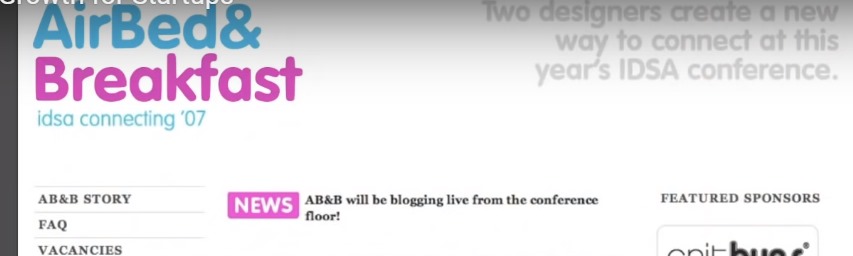 Growth for Startups
AirBed&
Breakfast
idsa connecting '07
Two designers create a new
way to connect at this
year's IDSA conference.
AB&B STORY
FAQ
VACANCIES
NEWS
AB&B will be blogging live from the conference
floor!
FEATURED SPONSORS